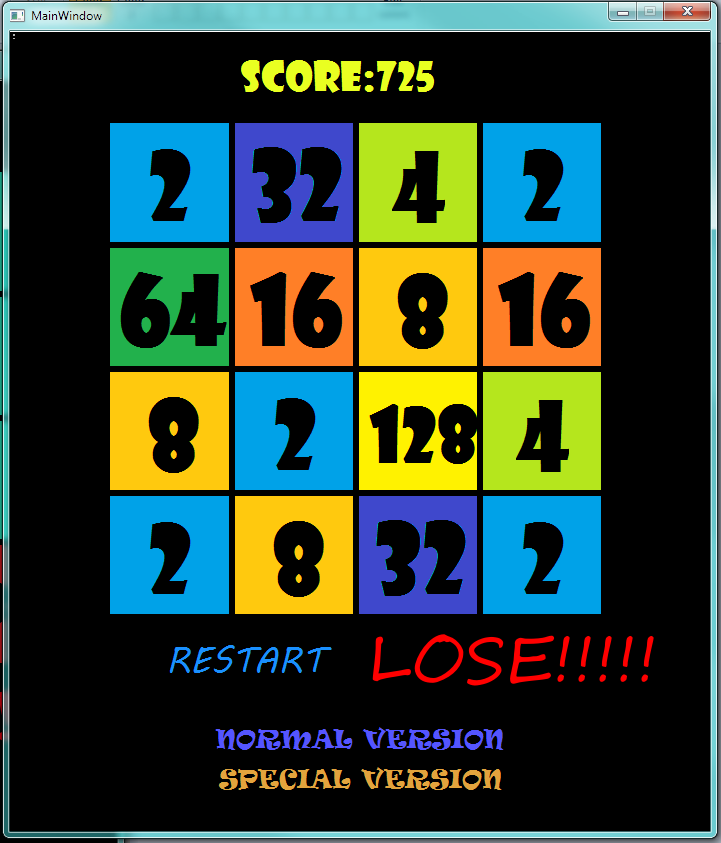 MainWindow
SCORE:725
2 32 4 2
64 16 8 16
8 2 128 4
2 8 32 2
RESTART LOSE!!!!!
NORMAL VERSION
SPECIAL VERSION